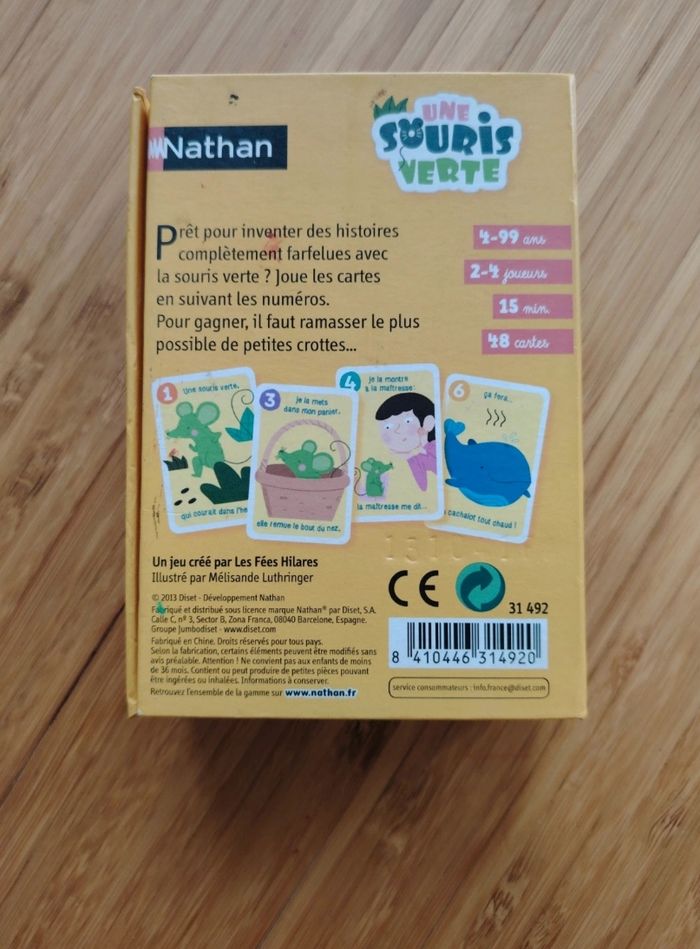 Nathan
UNE
SOURIS
VERTE
Prêt pour inventer des histoires
complètement farfelues avec
la souris verte ? Joue les cartes
en suivant les numéros.
Pour gagner, il faut ramasser le plus
possible de petites crottes...
4-99 ans
2-4 joueurs
15 min.
48 cartes
1
Une souris verte,
qui courait dans l'he
3
je la mets
dans mon panier,
elle remue le bout du nez.
4
je la montre
à la maîtresse
la maîtresse me dit...
6
ça fera...
cachalot tout chaud !
Un jeu créé par Les Fées Hilares
Illustré par Mélisande Luthringer
© 2013 Diset - Développement Nathan
Fabriqué et distribué sous licence marque Nathan® par Diset, S.A.
Calle C, nº 3, Sector B, Zona Franca, 08040 Barcelone, Espagne.
Groupe Jumbodiset - www.diset.com
Fabriqué en Chine. Droits réservés pour tous pays.
Selon la fabrication, certains éléments peuvent être modifiés sans
avis préalable. Attention ! Ne convient pas aux enfants de moins
de 36 mois. Contient ou peut produire de petites pièces pouvant
être ingérées ou inhalées. Informations à conserver.
Retrouvez l'ensemble de la gamme sur www.nathan.fr
CE
31 492
8 410446 314920
service consommateurs : info.france@diset.com